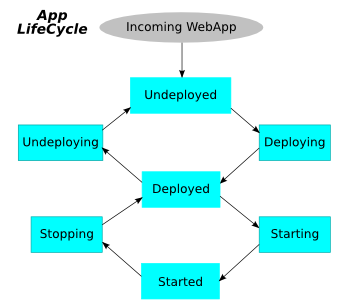 App
LifeCycle
Incoming WebApp
Undeployed
Undeploying
Deploying
Deployed
Stopping
Starting
Started